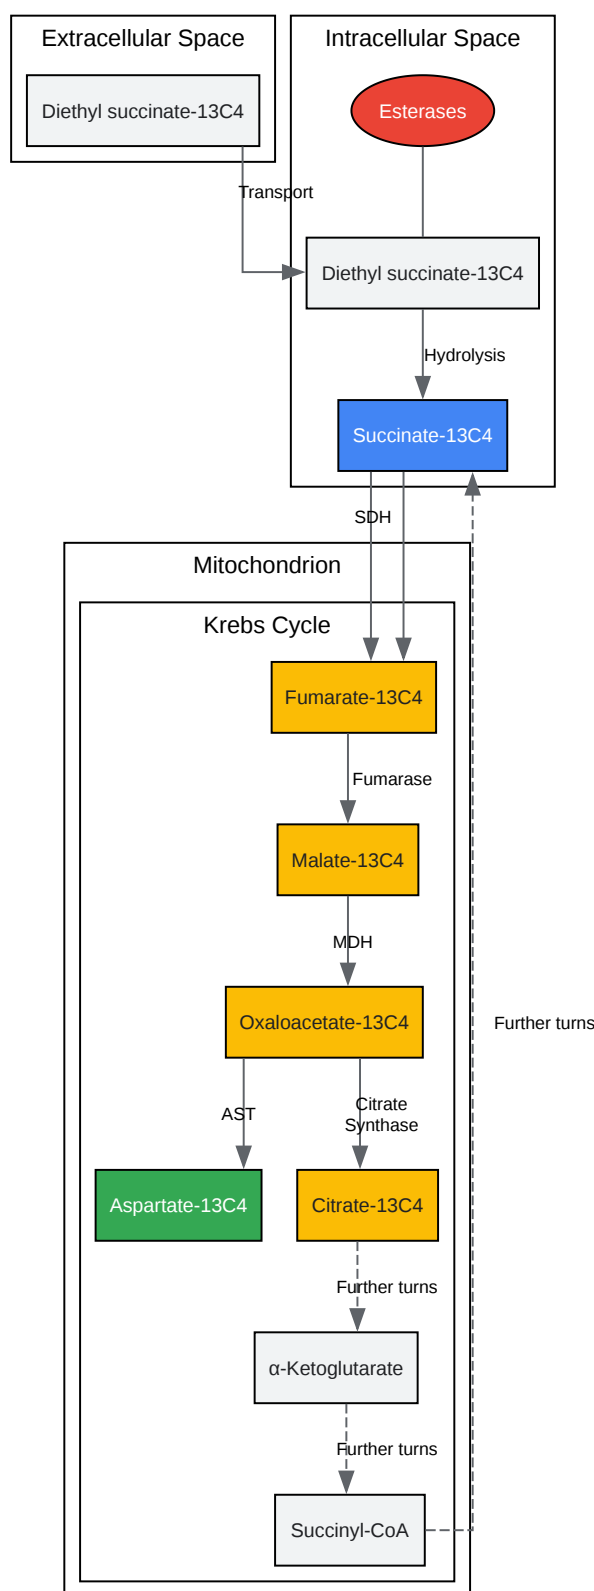 Extracellular Space
Intracellular Space
Diethyl succinate-13C4
Esterases
Transport
Diethyl succinate-13C4
Hydrolysis
Succinate-13C4
SDH
Mitochondrion
Krebs Cycle
Fumarate-13C4
Fumarase
Malate-13C4
MDH
Oxaloacetate-13C4
Further turns
AST
Citrate
Synthase
Aspartate-13C4
Citrate-13C4
Further turns
α-Ketoglutarate
Further turns
Succinyl-CoA